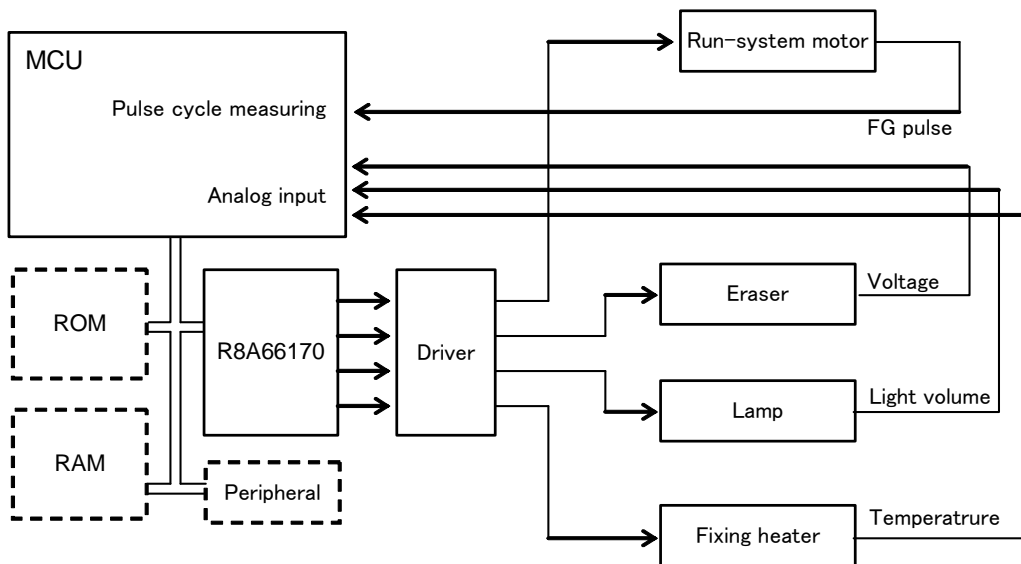 MCU
Run-system motor
Pulse cycle measuring
FG pulse
Analog input
ROM
R8A66170
Driver
Eraser
Voltage
Lamp
Light volume
RAM
Peripheral
Fixing heater
Temperatrure